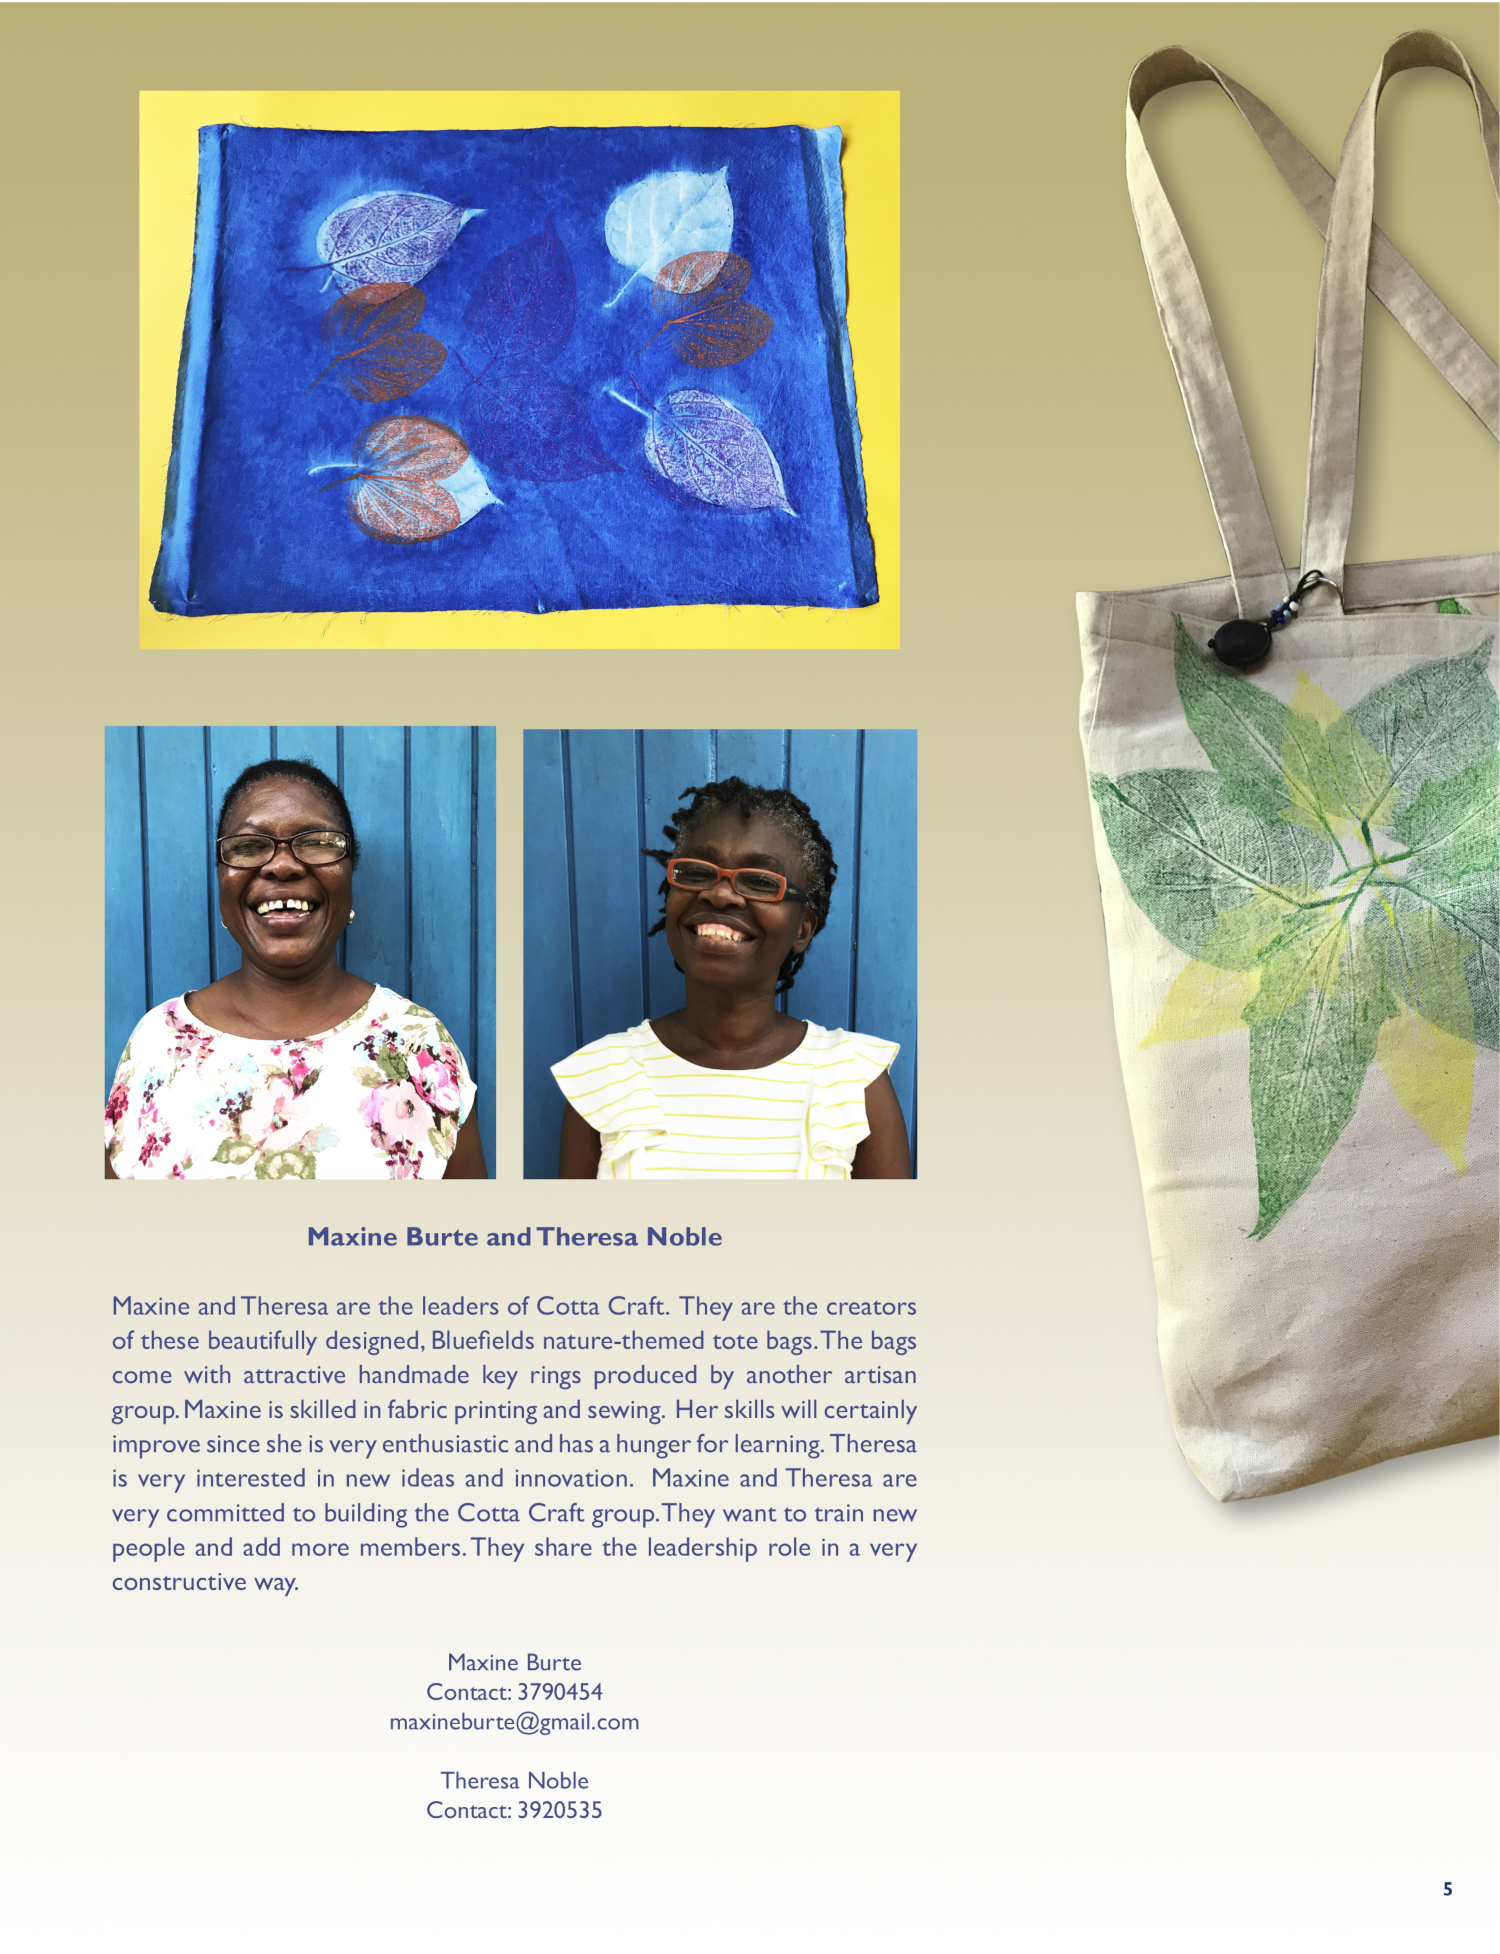 Maxine Burte and Theresa Noble
Maxine and Theresa are the leaders of Cotta Craft. They are the creators
of these beautifully designed, Bluefields nature-themed tote bags. The bags
come with attractive handmade key rings produced by another artisan
group. Maxine is skilled in fabric printing and sewing. Her skills will certainly
improve since she is very enthusiastic and has a hunger for learning. Theresa
is very interested in new ideas and innovation. Maxine and Theresa are
very committed to building the Cotta Craft group. They want to train new
people and add more members. They share the leadership role in a very
constructive way.
Maxine Burte
Contact: 3790454
maxineburte@gmail.com
Theresa Noble
Contact: 3920535
5